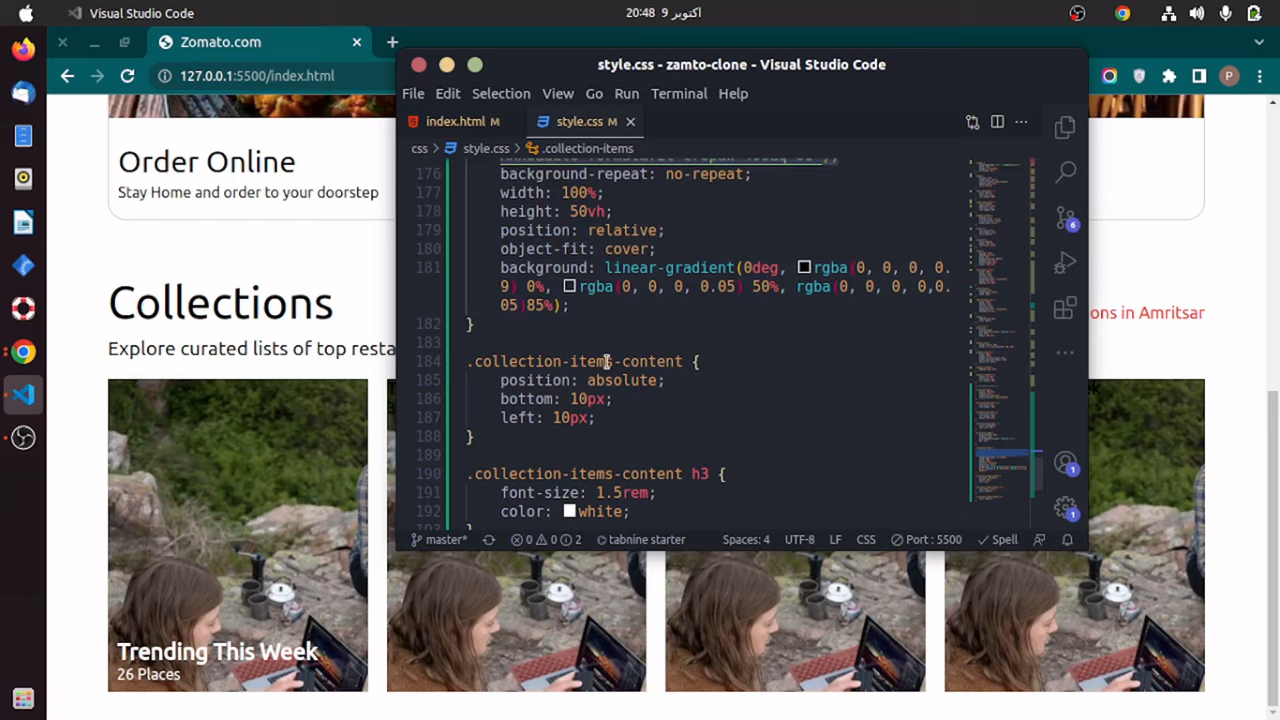 Visual Studio Code
اکتوبر 9  20:48
Zomato.com
127.0.0.1:5500/index.html
P
Order Online
Stay Home and order to your doorstep
Collections
Explore curated lists of top resta
ons in Amritsar
Trending This Week
26 Places
style.css - zamto-clone - Visual Studio Code
File Edit Selection View Go Run Terminal Help
index.html M
style.css M
css > style.css > .collection-items
176 background-repeat: no-repeat;
177 width: 100%;
178 height: 50vh;
179 position: relative;
180 object-fit: cover;
181 background: linear-gradient(0deg, rgba(0, 0, 0, 0.
9) 0%, rgba(0, 0, 0, 0.05) 50%, rgba(0, 0, 0, 0,0.
05)85%);
182 }
183
184 .collection-items-content {
185 position: absolute;
186 bottom: 10px;
187 left: 10px;
188 }
189
190 .collection-items-content h3 {
191 font-size: 1.5rem;
192 color: white;
193 }
6
1
1
master* 0 0 2 tabnine starter Spaces: 4 UTF-8 LF CSS Port : 5500 Spell